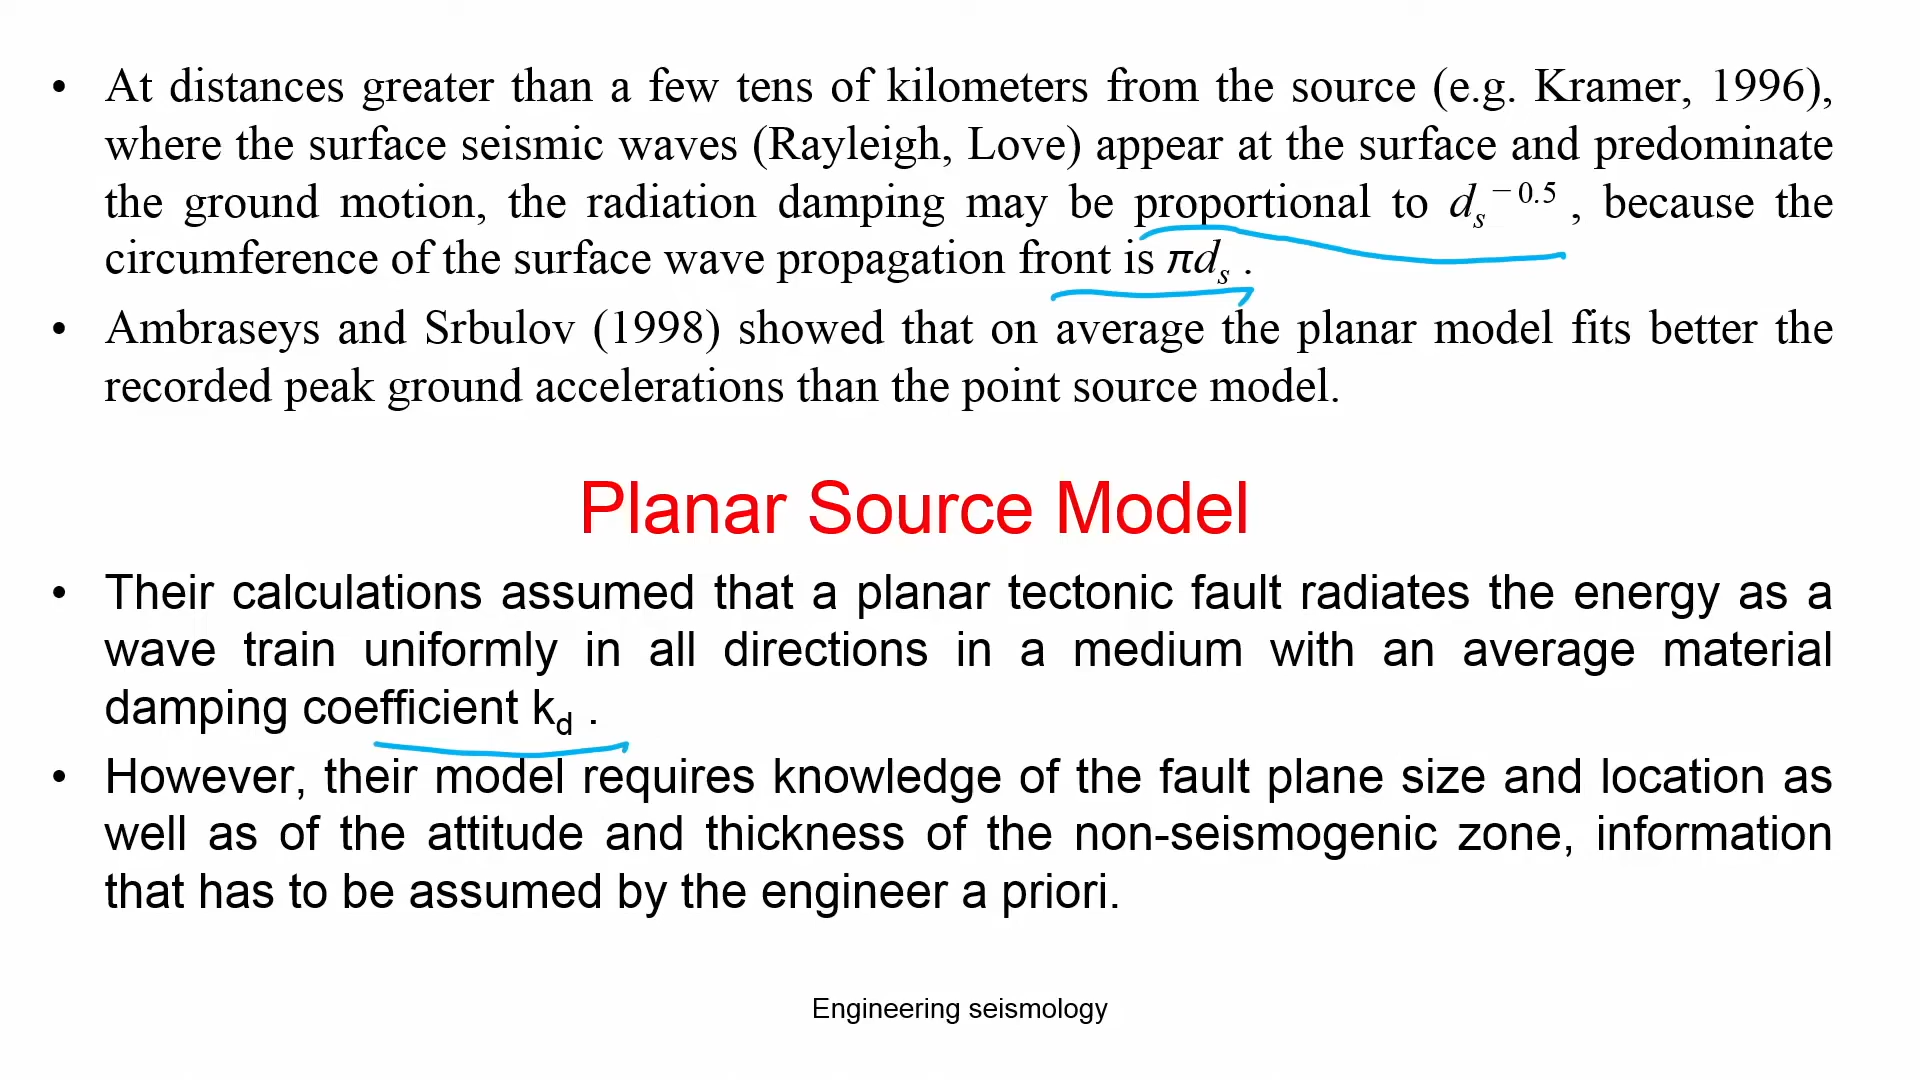 • At distances greater than a few tens of kilometers from the source (e.g. Kramer, 1996),
where the surface seismic waves (Rayleigh, Love) appear at the surface and predominate
the ground motion, the radiation damping may be proportional to dₛ⁻⁰·⁵ , because the
circumference of the surface wave propagation front is πdₛ .
• Ambraseys and Srbulov (1998) showed that on average the planar model fits better the
recorded peak ground accelerations than the point source model.
Planar Source Model
• Their calculations assumed that a planar tectonic fault radiates the energy as a
wave train uniformly in all directions in a medium with an average material
damping coefficient k_d .
• However, their model requires knowledge of the fault plane size and location as
well as of the attitude and thickness of the non-seismogenic zone, information
that has to be assumed by the engineer a priori.
Engineering seismology